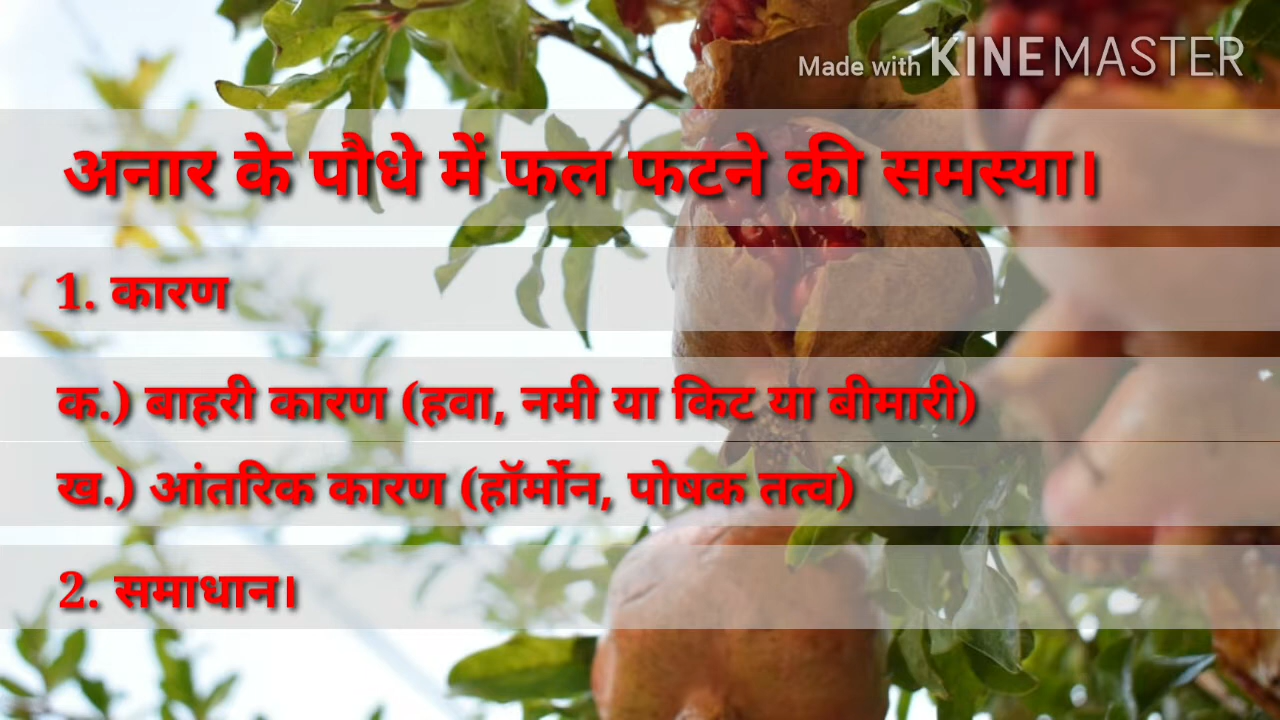 Made with KINEMASTER
अनार के पौधे में फल फटने की समस्या।
1. कारण
क.) बाहरी कारण (हवा, नमी या किट या बीमारी)
ख.) आंतरिक कारण (हॉर्मोन, पोषक तत्व)
2. समाधान।